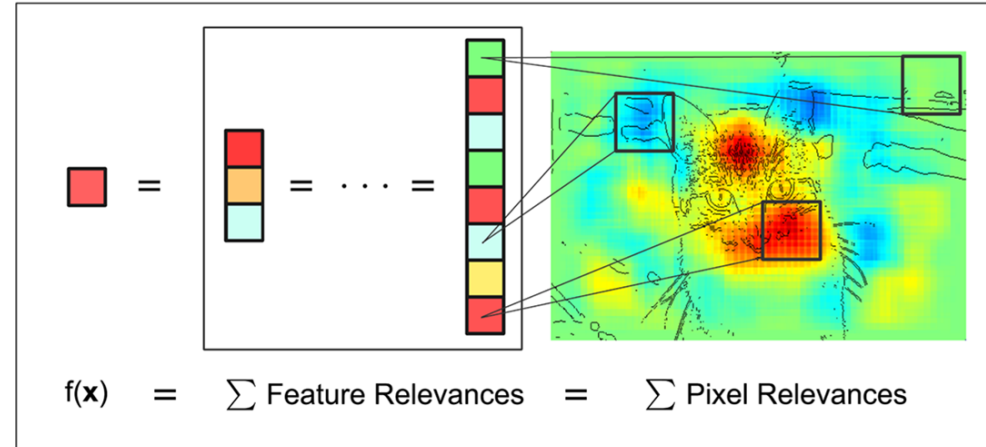 = = · · · =
f(x) = ∑ Feature Relevances = ∑ Pixel Relevances